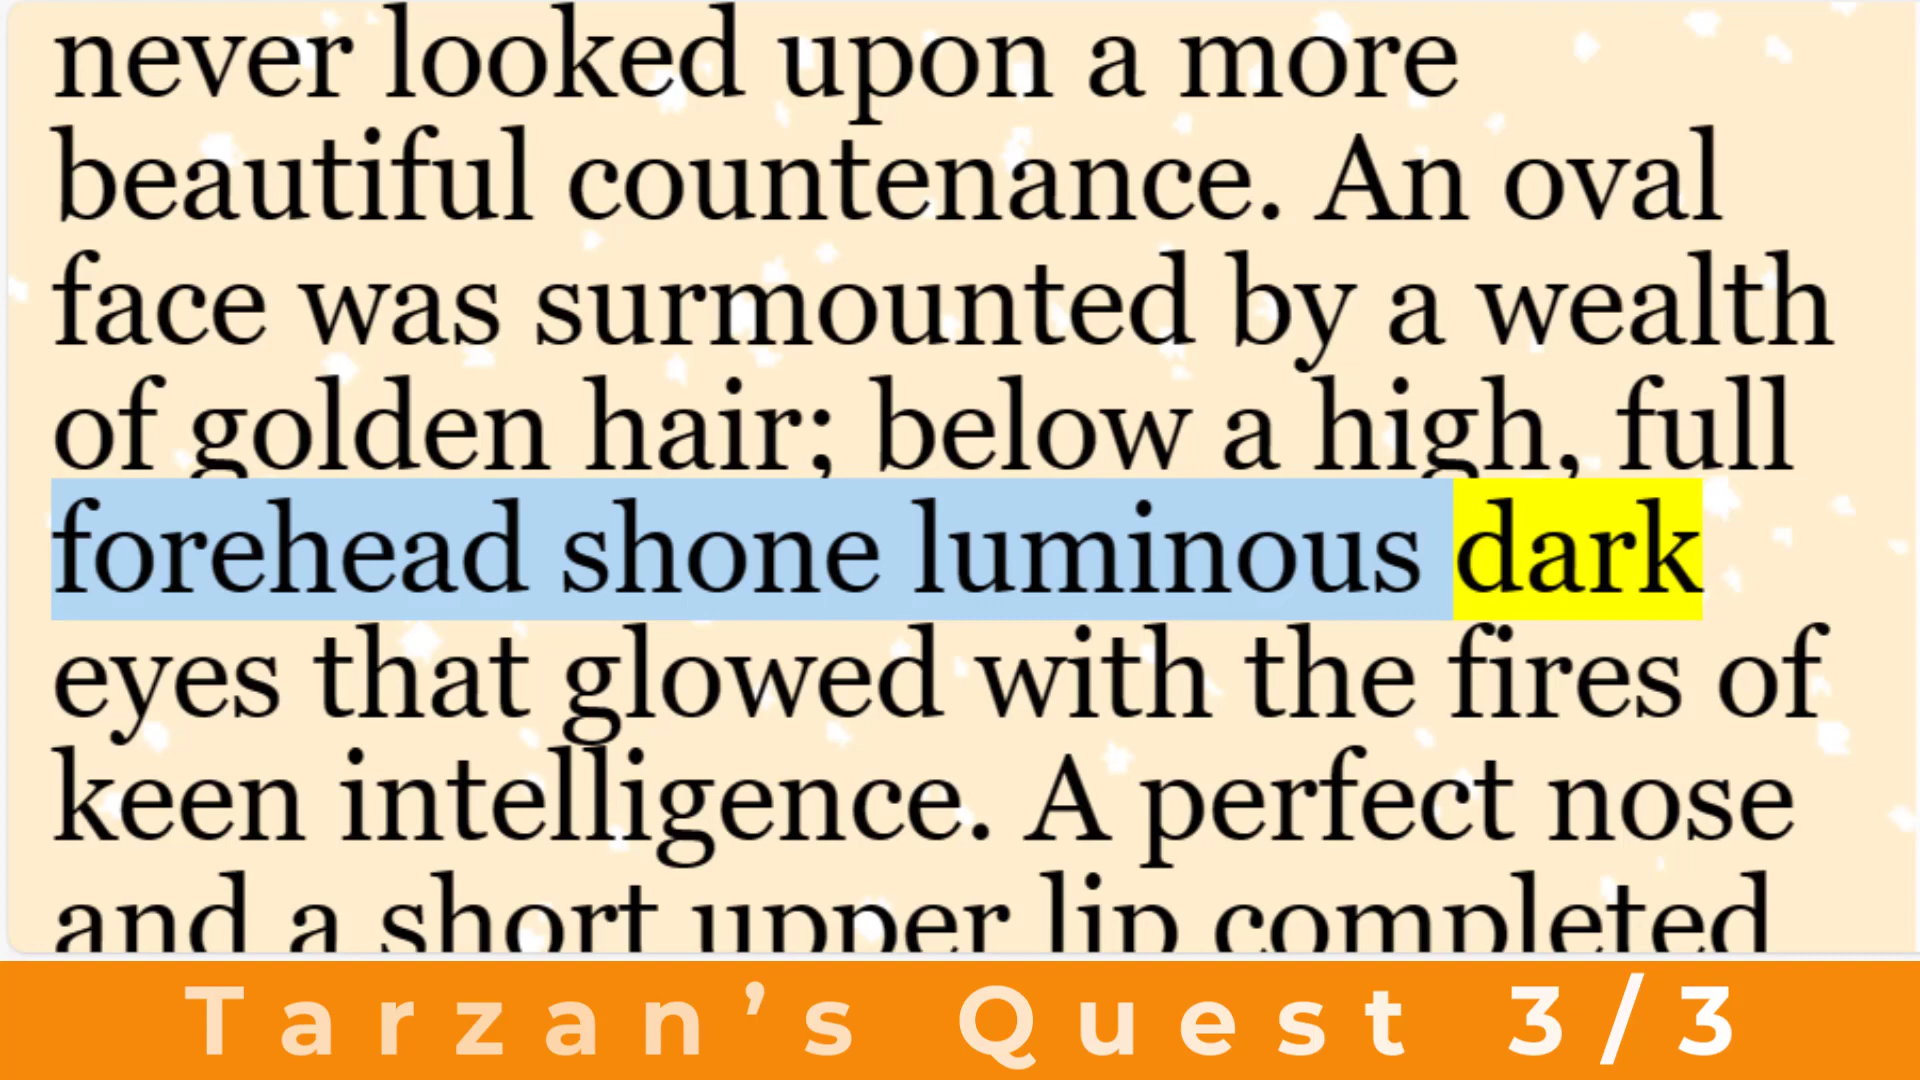 never looked upon a more
beautiful countenance. An oval
face was surmounted by a wealth
of golden hair; below a high, full
forehead shone luminous dark
eyes that glowed with the fires of
keen intelligence. A perfect nose
and a short upper lip completed
Tarzan’s Quest 3/3